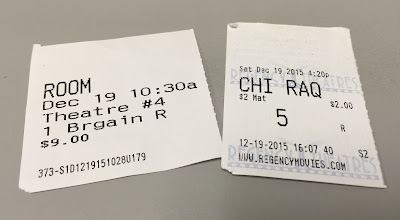 ROOM
Dec 19 10:30a
Theatre #4
1 Brgain R
$9.00
373-S1D1219151028U179
Sat Dec 19 2015 4:20p
CHI RAQ
$2 Mat $2.00
5
R
12-19-2015 16:07 40 $2
WWW.REGENCYMOVIES.COM